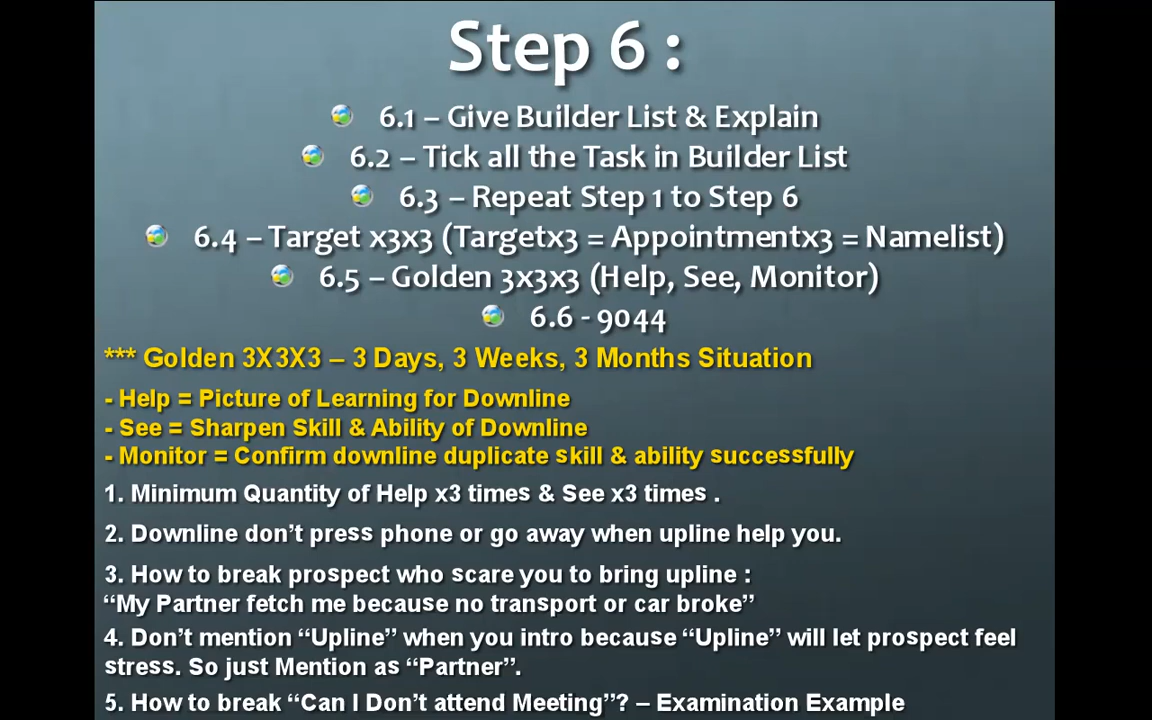 Step 6 :
6.1 – Give Builder List & Explain
6.2 – Tick all the Task in Builder List
6.3 – Repeat Step 1 to Step 6
6.4 – Target x3x3 (Targetx3 = Appointmentx3 = Namelist)
6.5 – Golden 3x3x3 (Help, See, Monitor)
6.6 - 9044
*** Golden 3X3X3 – 3 Days, 3 Weeks, 3 Months Situation
- Help = Picture of Learning for Downline
- See = Sharpen Skill & Ability of Downline
- Monitor = Confirm downline duplicate skill & ability successfully
1. Minimum Quantity of Help x3 times & See x3 times .
2. Downline don’t press phone or go away when upline help you.
3. How to break prospect who scare you to bring upline :
“My Partner fetch me because no transport or car broke”
4. Don’t mention “Upline” when you intro because “Upline” will let prospect feel
stress. So just Mention as “Partner”.
5. How to break “Can I Don’t attend Meeting”? – Examination Example